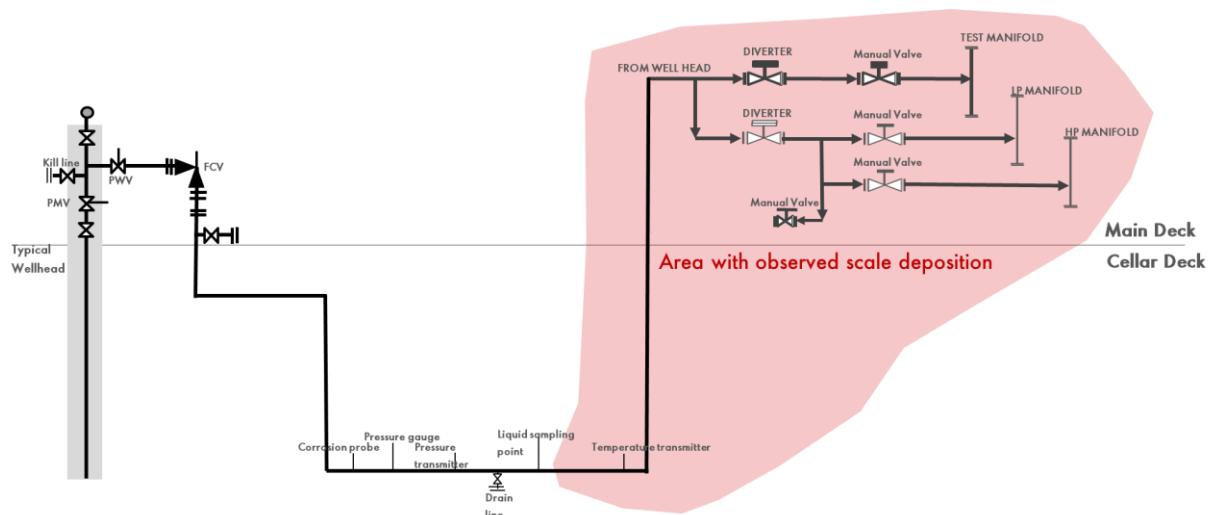 DIVERTER
Manual Valve
TEST MANIFOLD
FROM WELL HEAD
LP MANIFOLD
DIVERTER
Manual Valve
HP MANIFOLD
Kill line
PWV
FCV
Manual Valve
PMV
Manual Valve
Main Deck
Typical
Wellhead
Area with observed scale deposition
Cellar Deck
Corrosion probe
Pressure gauge
Pressure
transmitter
Liquid sampling
point
Temperature transmitter
Drain
line